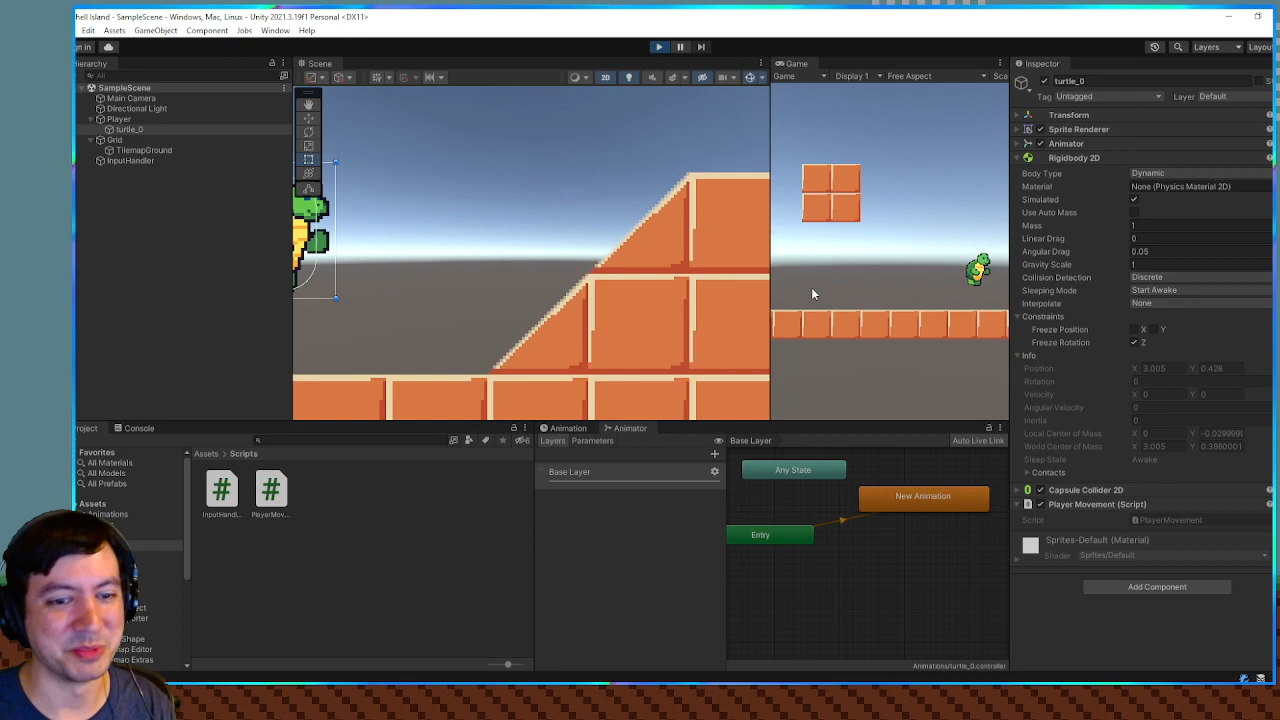 hell Island - SampleScene - Windows, Mac, Linux - Unity 2021.3.19f1 Personal <DX11>
Edit Assets GameObject Component Jobs Window Help
gn in
Layers
Layou
Hierarchy
All
SampleScene
Main Camera
Directional Light
Player
turtle_0
Grid
TilemapGround
InputHandler
Scene
2D
Game
Game Display 1 Free Aspect Sca
Inspector
turtle_0
Tag Untagged Layer Default
Transform
Sprite Renderer
Animator
Rigidbody 2D
Body Type Dynamic
Material None (Physics Material 2D)
Simulated
Use Auto Mass
Mass 1
Linear Drag 0
Angular Drag 0.05
Gravity Scale 1
Collision Detection Discrete
Sleeping Mode Start Awake
Interpolate None
Constraints
Freeze Position X Y
Freeze Rotation Z
Info
Position X 3.005 Y 0.428
Rotation 0
Velocity X 0 Y 0
Angular Velocity 0
Inertia 0
Local Center of Mass X 0 Y -0.029999
World Center of Mass X 3.005 Y 0.3980001
Sleep State Awake
Contacts
Capsule Collider 2D
Player Movement (Script)
Script PlayerMovement
Sprites-Default (Material)
Shader Sprites/Default
Add Component
roject Console
6
Favorites
All Materials
All Models
All Prefabs
Assets
Animations
Assets > Scripts
InputHandl...
PlayerMov...
Animation Animator
Layers Parameters
Base Layer
Base Layer
Auto Live Link
Any State
New Animation
Entry
Animations/turtle_0.controller
ct
orter
Shape
map Editor
map Extras